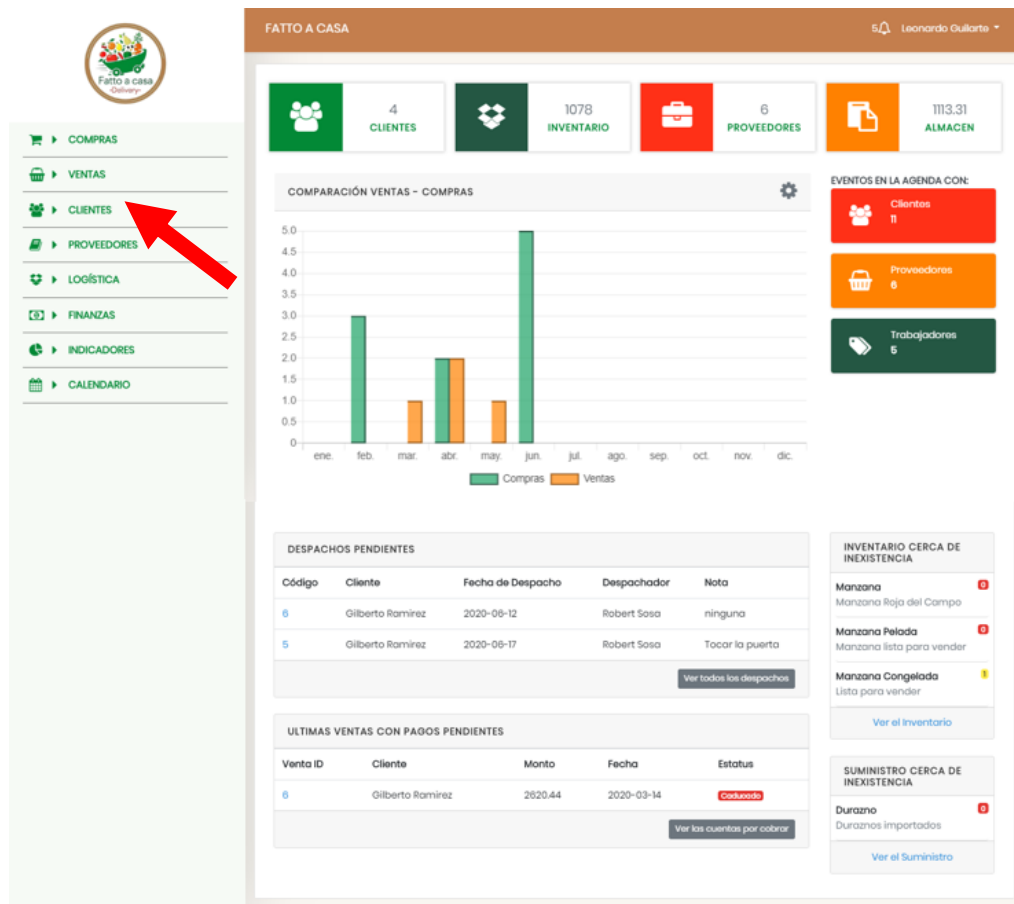 Fatto a casa
-Delivery-
COMPRAS
VENTAS
CLIENTES
PROVEEDORES
LOGÍSTICA
FINANZAS
INDICADORES
CALENDARIO
FATTO A CASA
5 Leonardo Guilarte
4
CLIENTES
1078
INVENTARIO
6
PROVEEDORES
1113.31
ALMACEN
COMPARACIÓN VENTAS - COMPRAS
5.0
4.5
4.0
3.5
3.0
2.5
2.0
1.5
1.0
0.5
0
ene. feb. mar. abr. may. jun. jul. ago. sep. oct. nov. dic.
Compras Ventas
EVENTOS EN LA AGENDA CON:
Clientes
11
Proveedores
6
Trabajadores
5
DESPACHOS PENDIENTES
Código Cliente Fecha de Despacho Despachador Nota
6 Gilberto Ramirez 2020-06-12 Robert Sosa ninguna
5 Gilberto Ramirez 2020-06-17 Robert Sosa Tocar la puerta
Ver todos los despachos
ULTIMAS VENTAS CON PAGOS PENDIENTES
Venta ID Cliente Monto Fecha Estatus
6 Gilberto Ramirez 2620.44 2020-03-14 Caducado
Ver las cuentas por cobrar
INVENTARIO CERCA DE
INEXISTENCIA
Manzana 0
Manzana Roja del Campo
Manzana Pelada 0
Manzana lista para vender
Manzana Congelada 1
Lista para vender
Ver el Inventario
SUMINISTRO CERCA DE
INEXISTENCIA
Durazno 0
Duraznos importados
Ver el Suministro